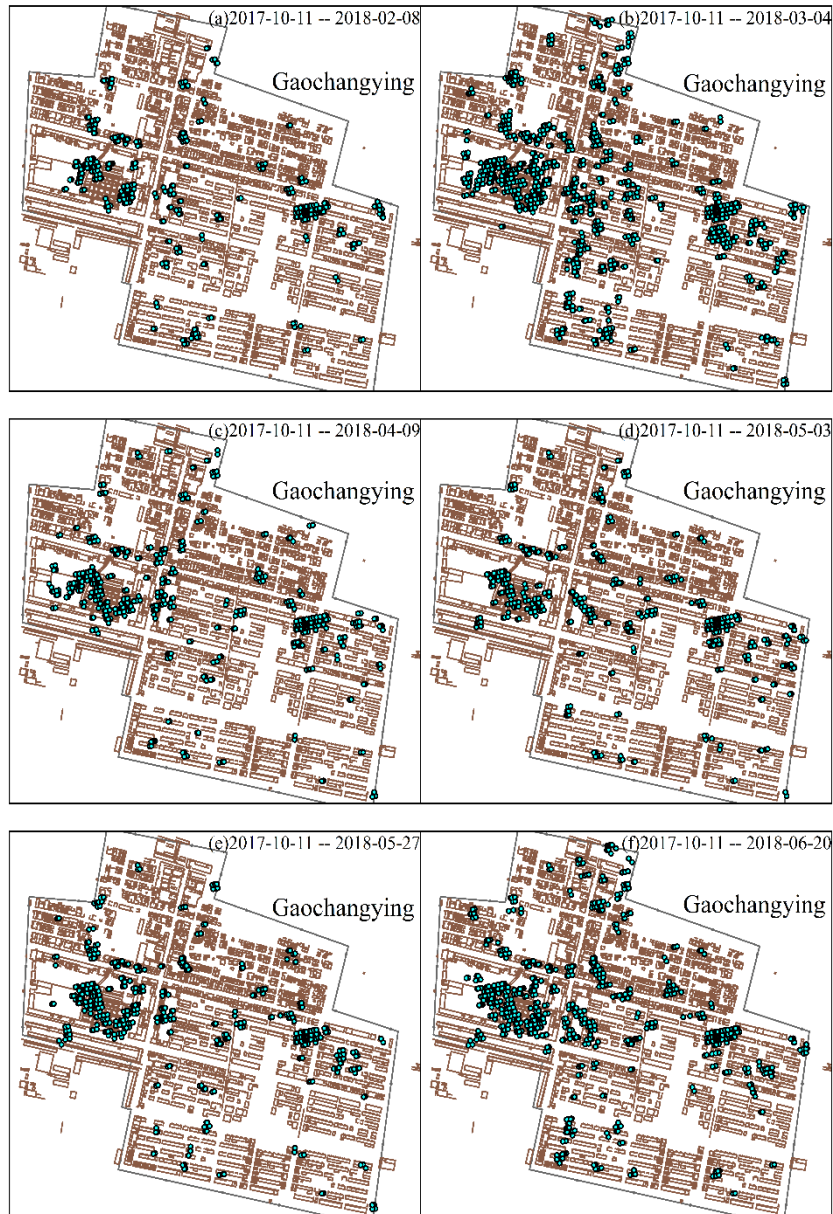 (a)2017-10-11 -- 2018-02-08
Gaochangying
(b)2017-10-11 -- 2018-03-04
Gaochangying
(c)2017-10-11 -- 2018-04-09
Gaochangying
(d)2017-10-11 -- 2018-05-03
Gaochangying
(e)2017-10-11 -- 2018-05-27
Gaochangying
(f)2017-10-11 -- 2018-06-20
Gaochangying